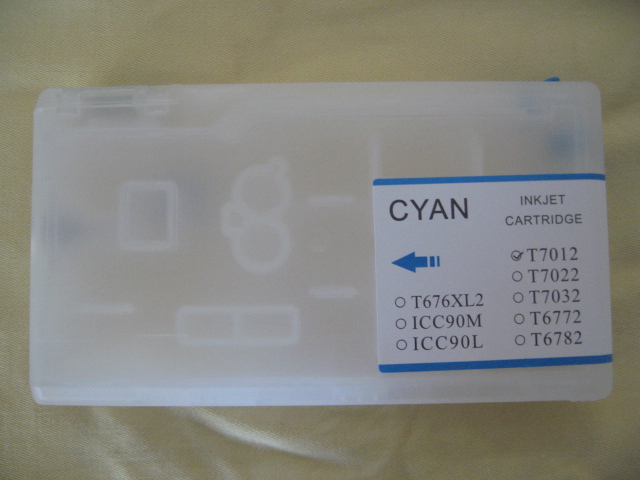 CYAN
INKJET
CARTRIDGE
T7012
T7022
T676XL2
T7032
ICC90M
T6772
ICC90L
T6782